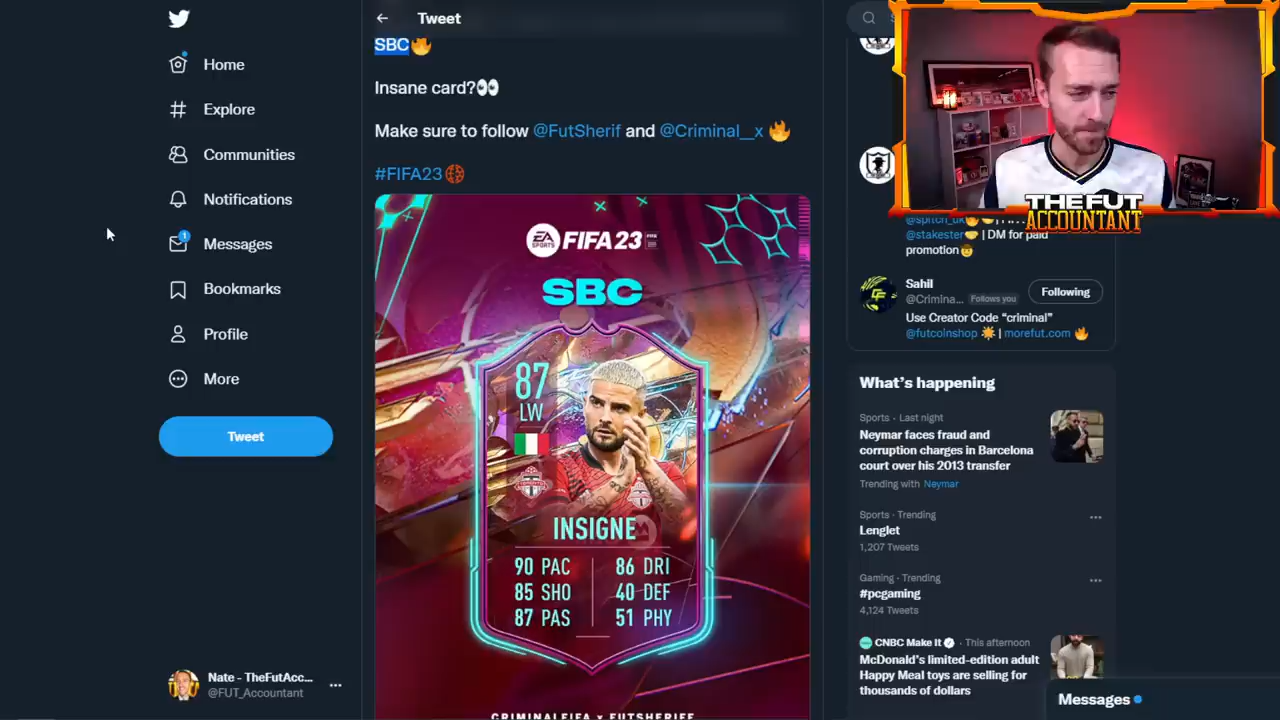 Home
Explore
Communities
Notifications
Messages
1
Bookmarks
Profile
More
Tweet
Nate - TheFutAcc...
@FUT_Accountant
Tweet
SBC🔥
Insane card?👀
Make sure to follow @FutSherif and @Criminal__x 🔥
#FIFA23
EA SPORTS FIFA 23
SBC
87
LW
INSIGNE
90 PAC 86 DRI
85 SHO 40 DEF
87 PAS 51 PHY
CRIMINALFIFA x FUTSHERIFF
THE FUT
ACCOUNTANT
@stakester🤝 | DM for paid
promotion
Sahil
@Crimina... Follows you
Following
Use Creator Code “criminal”
@futcoinshop ☀️ | morefut.com 🔥
What’s happening
Sports · Last night
Neymar faces fraud and
corruption charges in Barcelona
court over his 2013 transfer
Trending with Neymar
Sports · Trending
Lenglet
1,207 Tweets
Gaming · Trending
#pcgaming
4,124 Tweets
CNBC Make It · This afternoon
McDonald’s limited-edition adult
Happy Meal toys are selling for
thousands of dollars
Messages